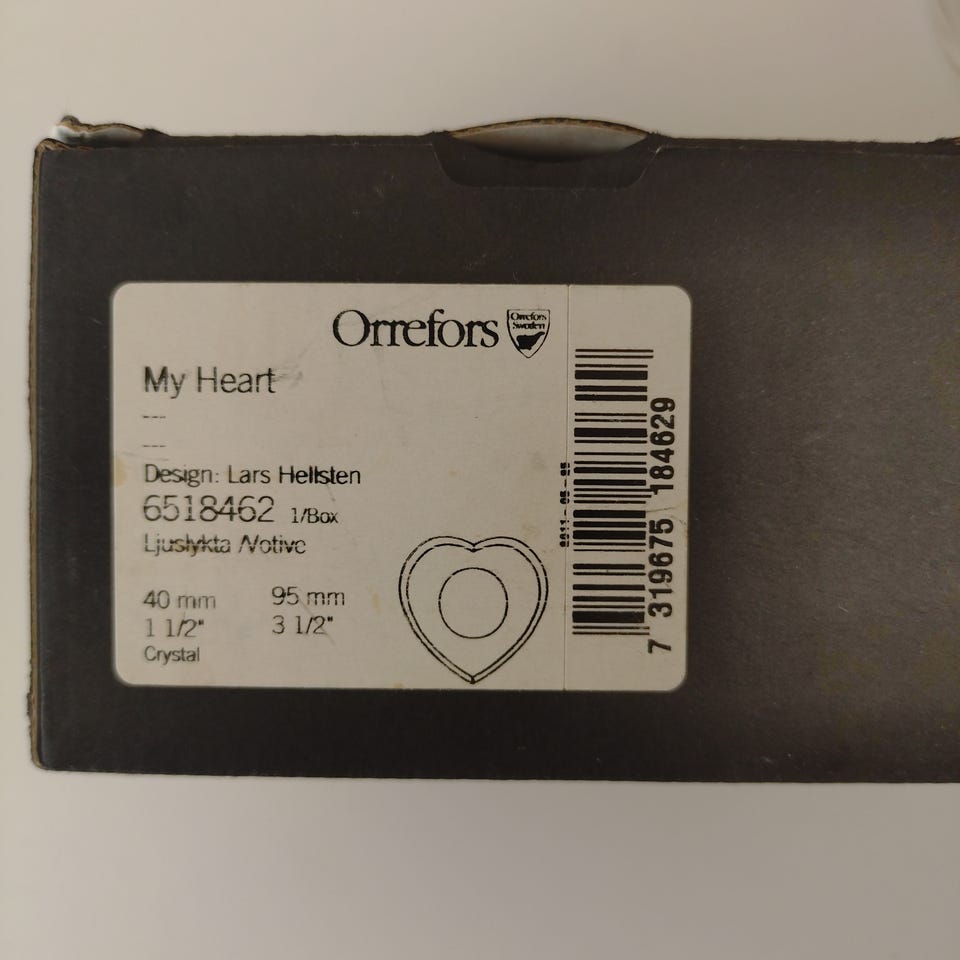 Orrefors
Orrefors
Sweden
My Heart
---
---
Design: Lars Hellsten
6518462 1/Box
Ljuslykta /Votive
40 mm 95 mm
1 1/2" 3 1/2"
Crystal
7 319675 184629